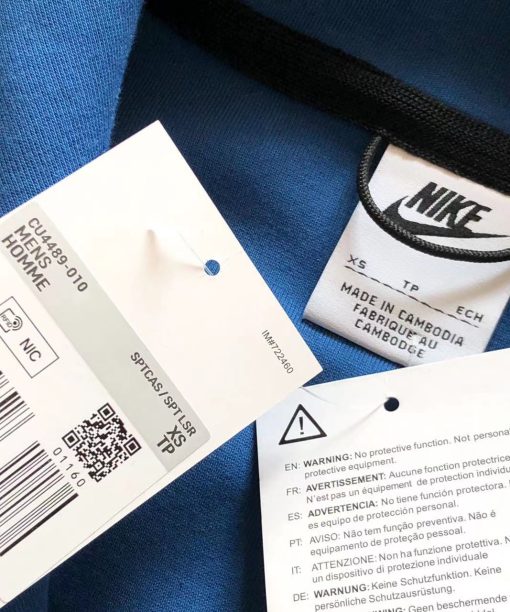 CU4489-010
MENS
HOMME
RFID
NIC
SPTCAS / SPT LSR
XS
TP
01160
IM#722460
NIKE
XS TP ECH
MADE IN CAMBODIA
FABRIQUE AU
CAMBODGE
EN: WARNING: No protective function. Not personal
protective equipment.
FR: AVERTISSEMENT: Aucune fonction protectrice
N'est pas un équipement de protection individu
ES: ADVERTENCIA: No tiene función protectora.
es equipo de protección personal.
PT: AVISO: Não tem função preventiva. Não é
equipamento de proteção pessoal.
IT: ATTENZIONE: Non ha funzione protettiva. N
un dispositivo di protezione individuale
DE: WARNUNG: Keine Schutzfunktion. Keine
persönliche Schutzausrüstung.
WING: Geen beschermende